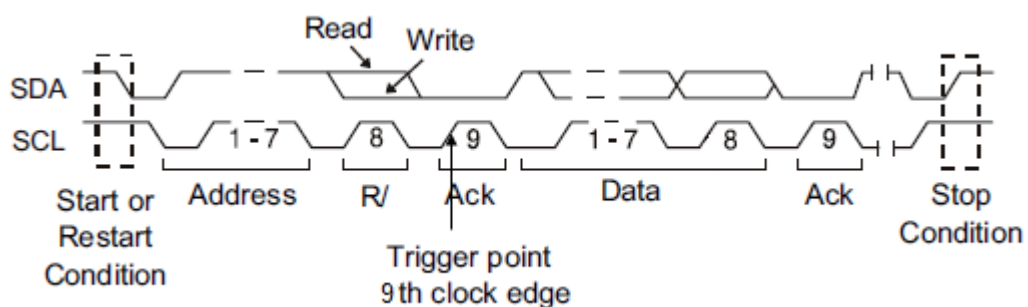 Read
Write
SDA
SCL
1 - 7
8
9
1 - 7
8
9
Address
R/
Ack
Data
Ack
Start or
Restart
Condition
Trigger point
9th clock edge
Stop
Condition